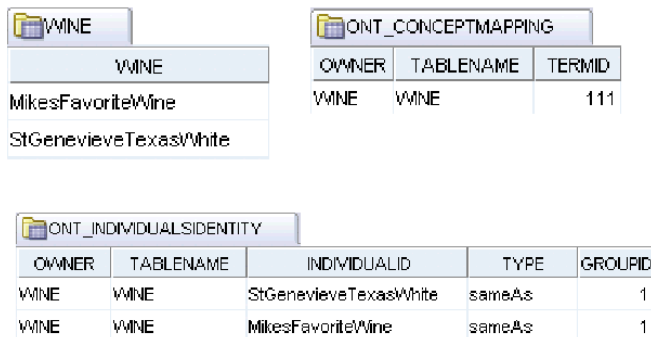 WINE
WINE
MikesFavoriteWine
StGenevieveTexasWhite
ONT_CONCEPTMAPPING
OWNER TABLENAME TERMID
WINE WINE 111
ONT_INDIVIDUALSIDENTITY
OWNER TABLENAME INDIVIDUALID TYPE GROUPID
WINE WINE StGenevieveTexasWhite sameAs 1
WINE WINE MikesFavoriteWine sameAs 1